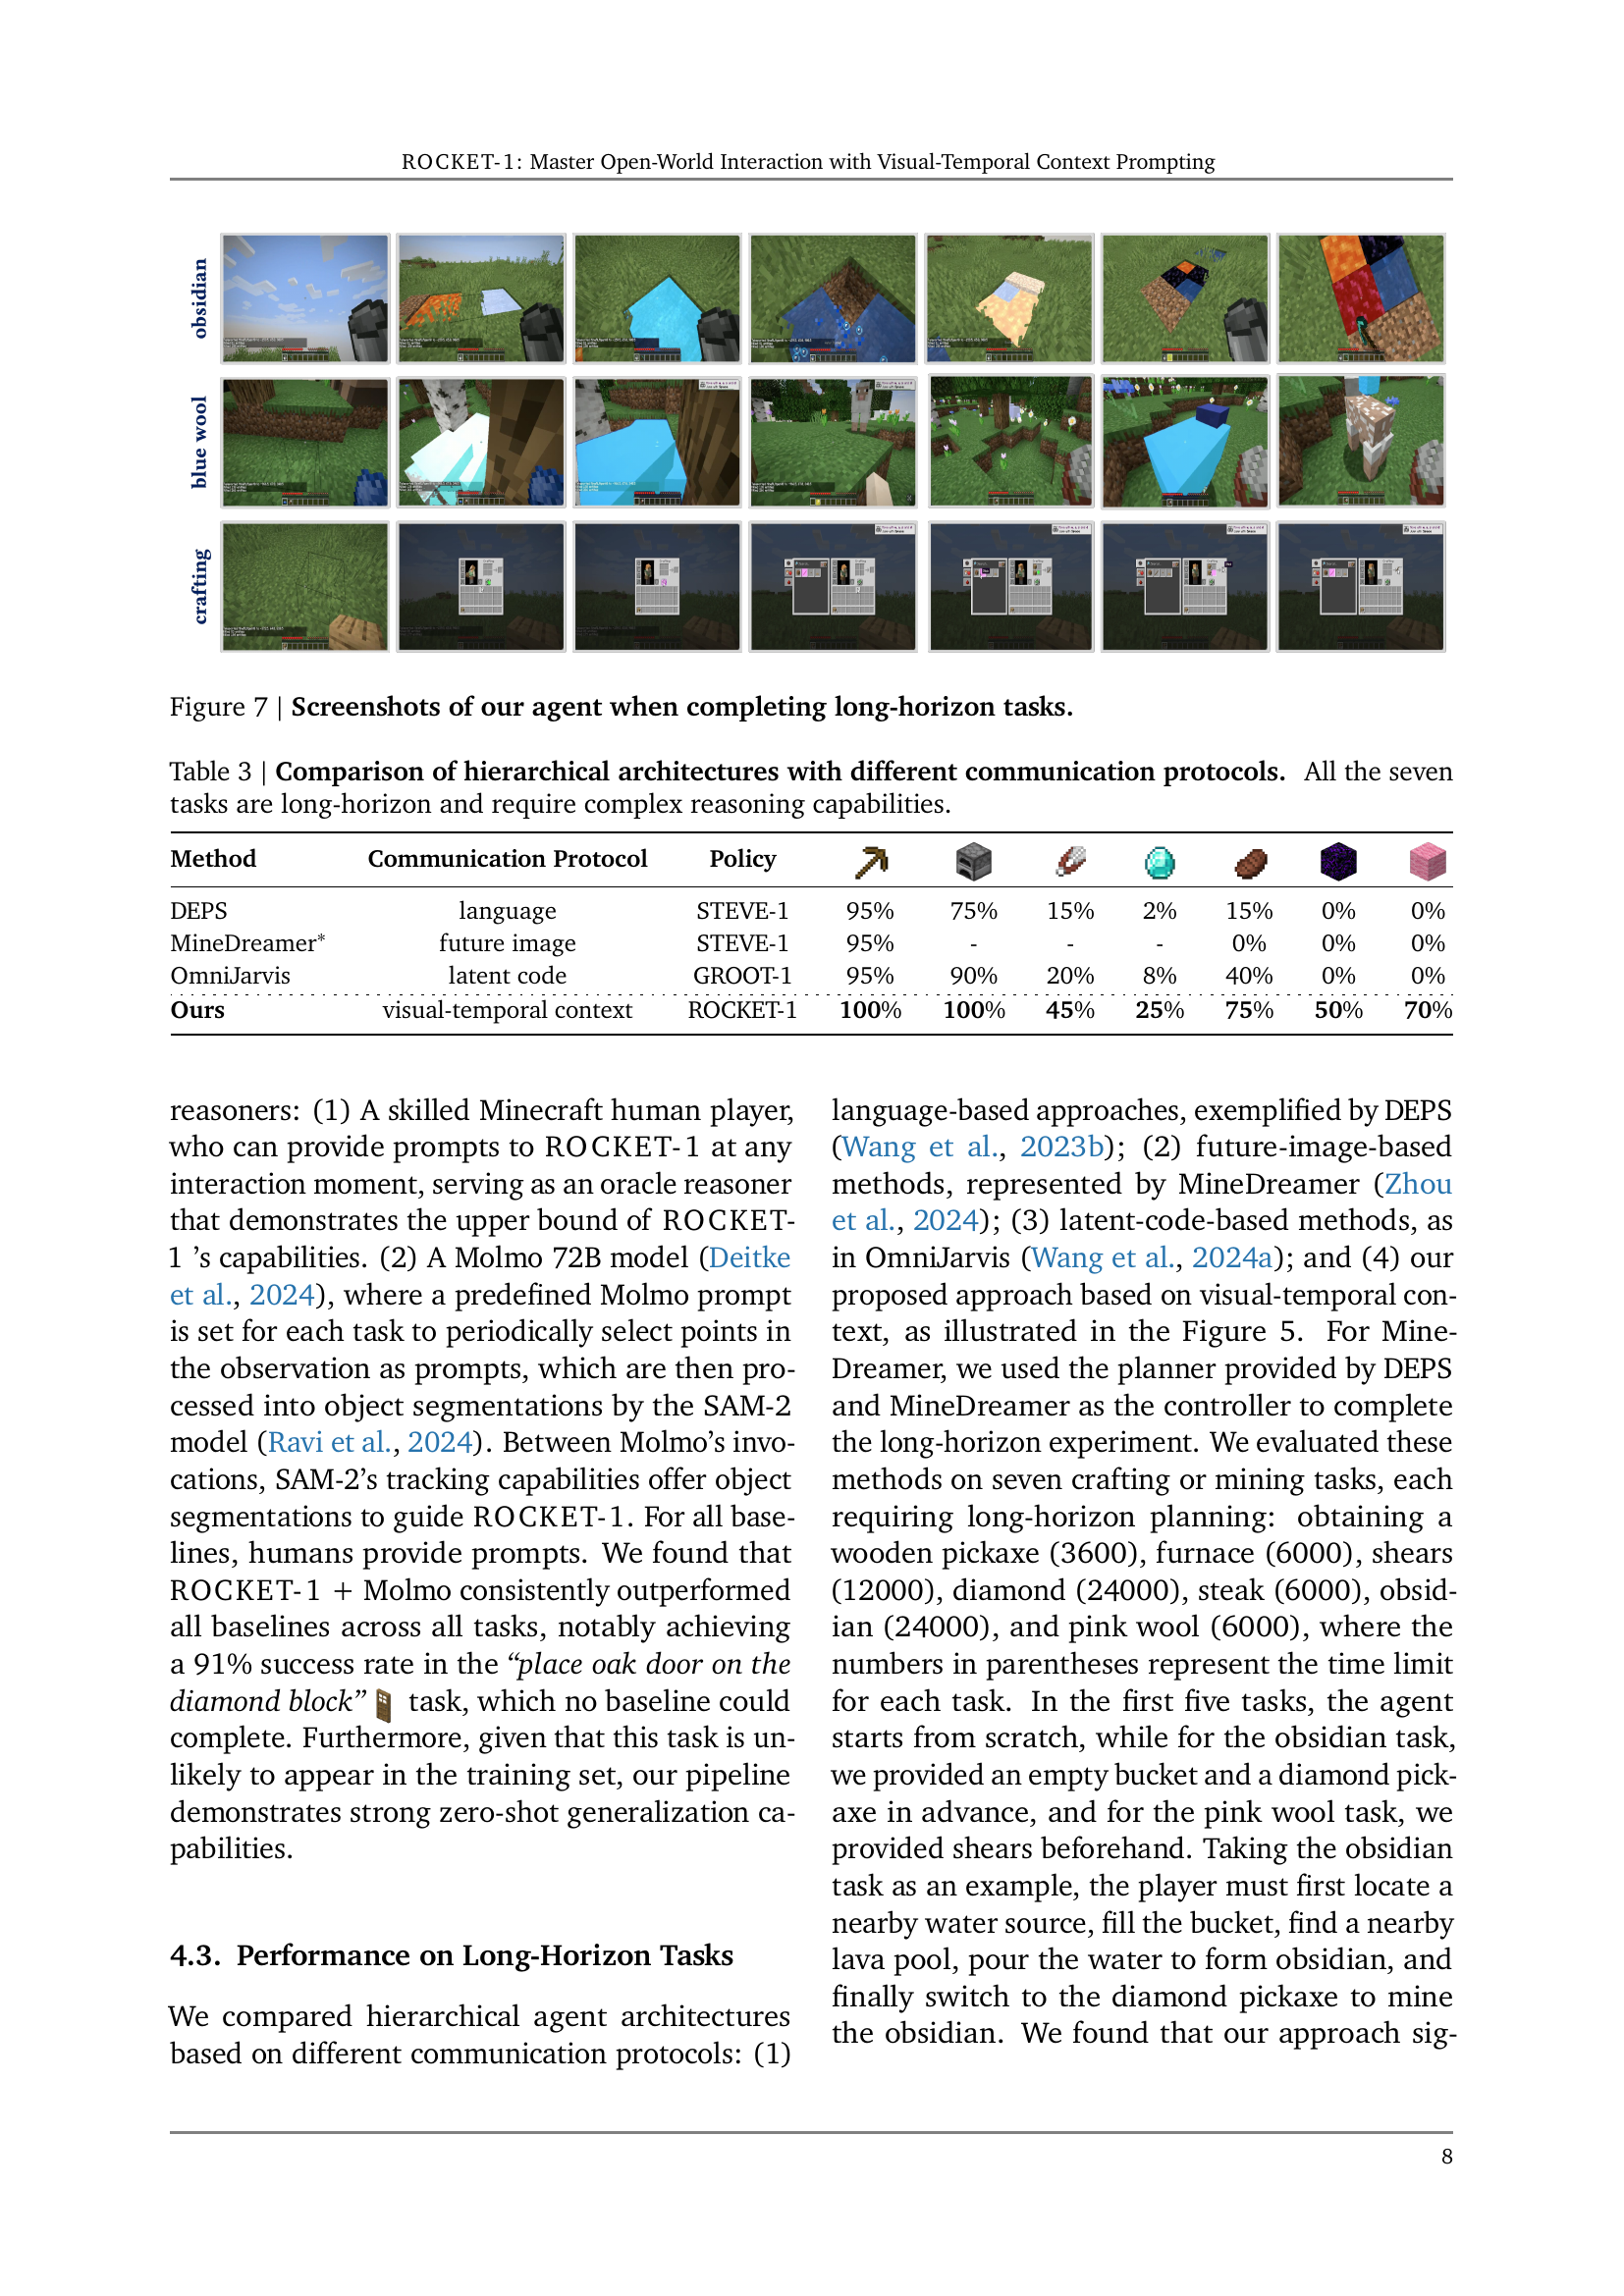 ROCKET-1: Master Open-World Interaction with Visual-Temporal Context Prompting
obsidian
blue wool
crafting
Figure 7 | Screenshots of our agent when completing long-horizon tasks.
Table 3 | Comparison of hierarchical architectures with different communication protocols. All the seven
tasks are long-horizon and require complex reasoning capabilities.
Method Communication Protocol Policy
DEPS language STEVE-1 95% 75% 15% 2% 15% 0% 0%
MineDreamer* future image STEVE-1 95% - - - 0% 0% 0%
OmniJarvis latent code GROOT-1 95% 90% 20% 8% 40% 0% 0%
Ours visual-temporal context ROCKET-1 100% 100% 45% 25% 75% 50% 70%
reasoners: (1) A skilled Minecraft human player,
who can provide prompts to ROCKET-1 at any
interaction moment, serving as an oracle reasoner
that demonstrates the upper bound of ROCKET-
1 's capabilities. (2) A Molmo 72B model (Deitke
et al., 2024), where a predefined Molmo prompt
is set for each task to periodically select points in
the observation as prompts, which are then pro-
cessed into object segmentations by the SAM-2
model (Ravi et al., 2024). Between Molmo's invo-
cations, SAM-2's tracking capabilities offer object
segmentations to guide ROCKET-1. For all base-
lines, humans provide prompts. We found that
ROCKET-1 + Molmo consistently outperformed
all baselines across all tasks, notably achieving
a 91% success rate in the "place oak door on the
diamond block" task, which no baseline could
complete. Furthermore, given that this task is un-
likely to appear in the training set, our pipeline
demonstrates strong zero-shot generalization ca-
pabilities.
4.3. Performance on Long-Horizon Tasks
We compared hierarchical agent architectures
based on different communication protocols: (1)
language-based approaches, exemplified by DEPS
(Wang et al., 2023b); (2) future-image-based
methods, represented by MineDreamer (Zhou
et al., 2024); (3) latent-code-based methods, as
in OmniJarvis (Wang et al., 2024a); and (4) our
proposed approach based on visual-temporal con-
text, as illustrated in the Figure 5. For Mine-
Dreamer, we used the planner provided by DEPS
and MineDreamer as the controller to complete
the long-horizon experiment. We evaluated these
methods on seven crafting or mining tasks, each
requiring long-horizon planning: obtaining a
wooden pickaxe (3600), furnace (6000), shears
(12000), diamond (24000), steak (6000), obsid-
ian (24000), and pink wool (6000), where the
numbers in parentheses represent the time limit
for each task. In the first five tasks, the agent
starts from scratch, while for the obsidian task,
we provided an empty bucket and a diamond pick-
axe in advance, and for the pink wool task, we
provided shears beforehand. Taking the obsidian
task as an example, the player must first locate a
nearby water source, fill the bucket, find a nearby
lava pool, pour the water to form obsidian, and
finally switch to the diamond pickaxe to mine
the obsidian. We found that our approach sig-
8